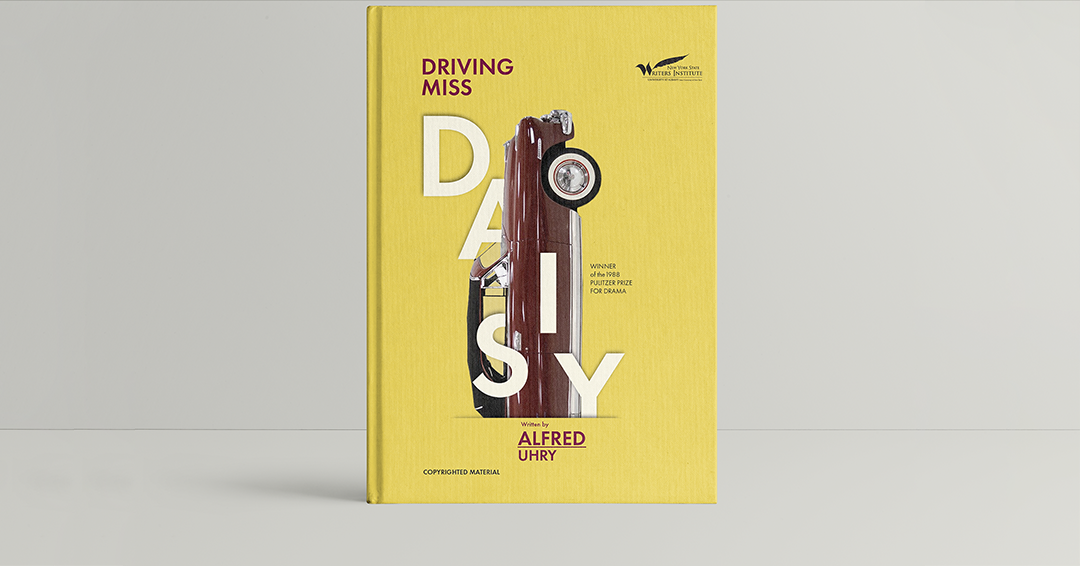 DRIVING
MISS
NEW YORK STATE
WRITERS INSTITUTE
DAISY
WINNER
of the 1988
PULITZER PRIZE
FOR DRAMA
Written by
ALFRED
UHRY
COPYRIGHTED MATERIAL